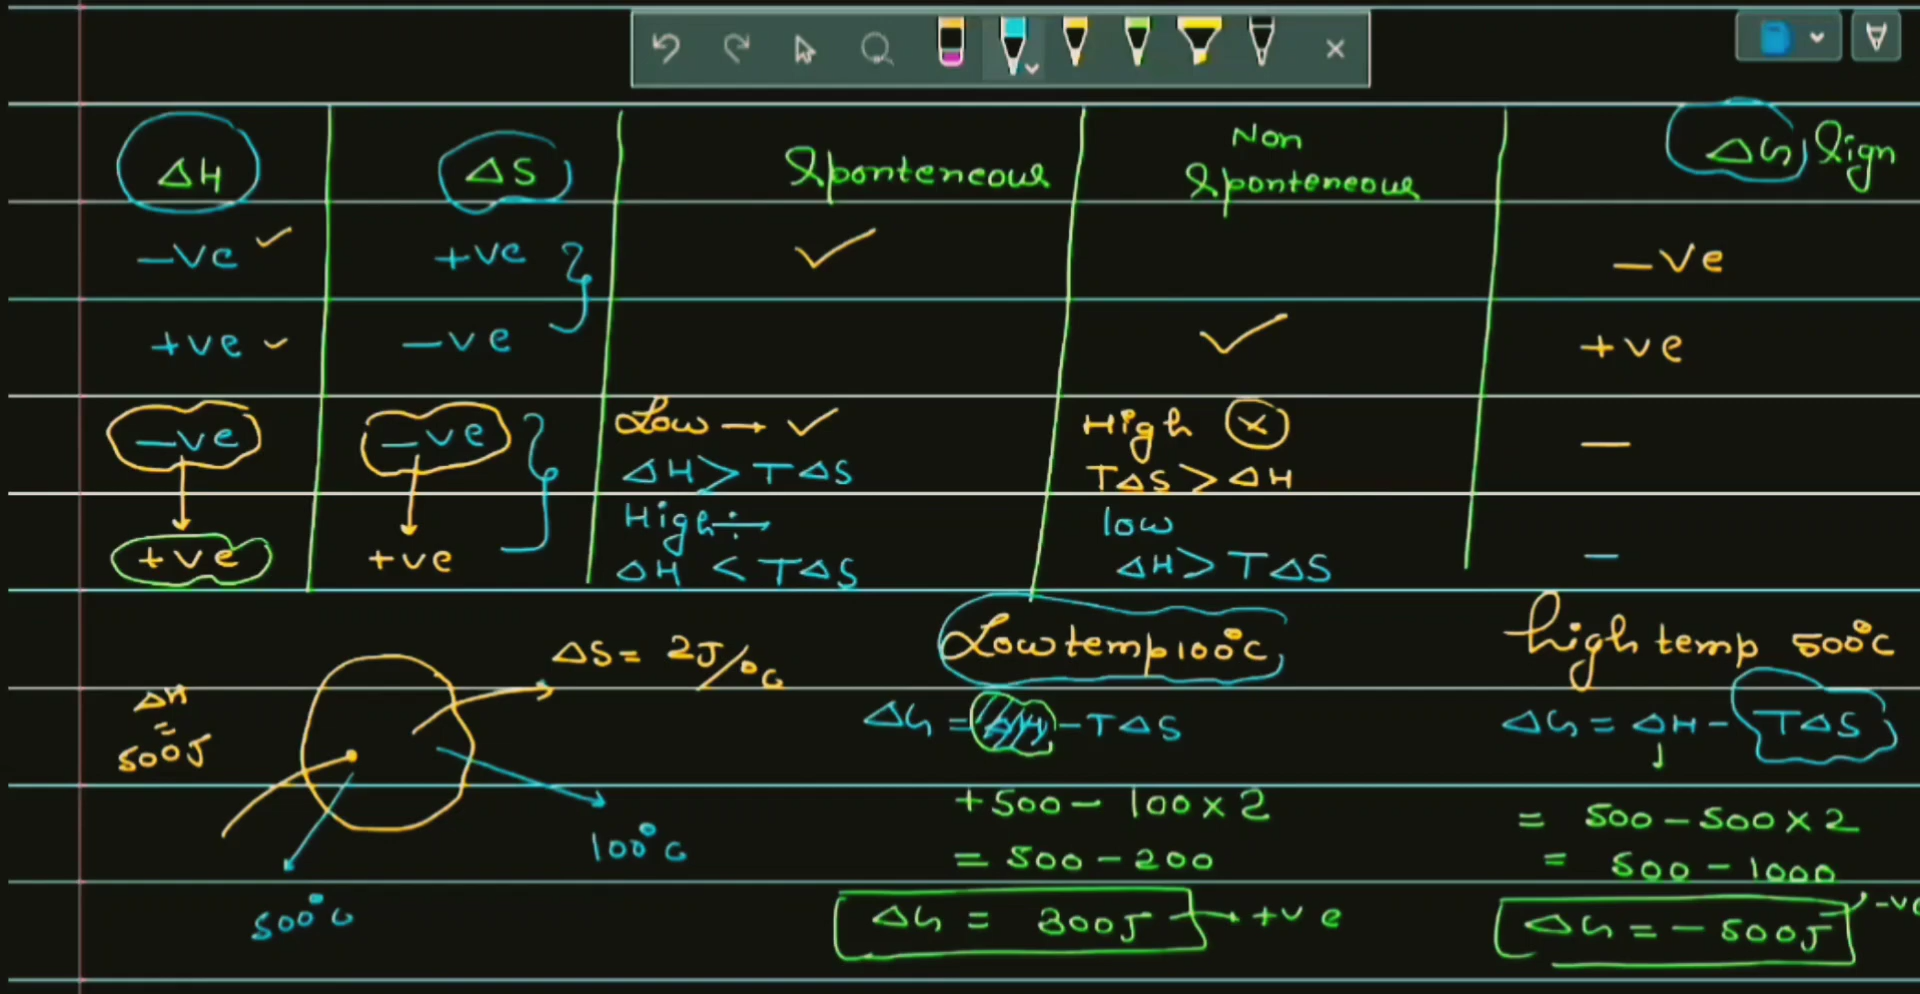 ΔH ΔS Sponteneous Non Sponteneous ΔG Sign
-ve ✓ +ve ✓ -ve
+ve ✓ -ve ✓ +ve
-ve -ve Low → ✓ High ⓧ —
ΔH > TΔS TΔS > ΔH
High:→ low
+ve +ve ΔH < TΔS ΔH > TΔS —
ΔH = 500J
ΔS = 2J/°C
100°C
500°C
Low temp 100°C
ΔG = ΔH - TΔS
+500 - 100 × 2
= 500 - 200
ΔG = 300J → +ve
high temp 500°C
ΔG = ΔH - TΔS
= 500 - 500 × 2
= 500 - 1000
ΔG = - 500J -ve